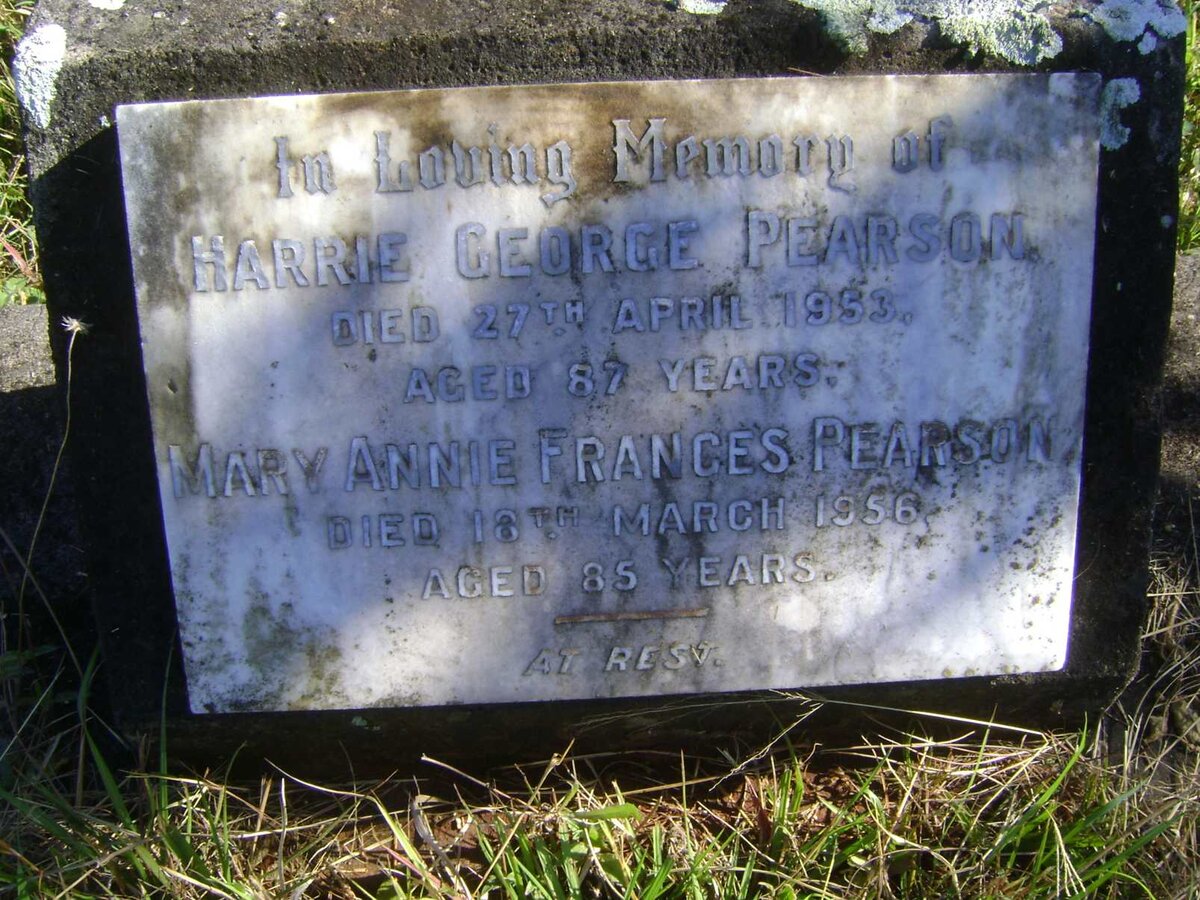 In Loving Memory of
HARRIE GEORGE PEARSON.
DIED 27TH APRIL 1953.
AGED 87 YEARS.
MARY ANNIE FRANCES PEARSON
DIED 18TH MARCH 1956.
AGED 85 YEARS.
AT REST.